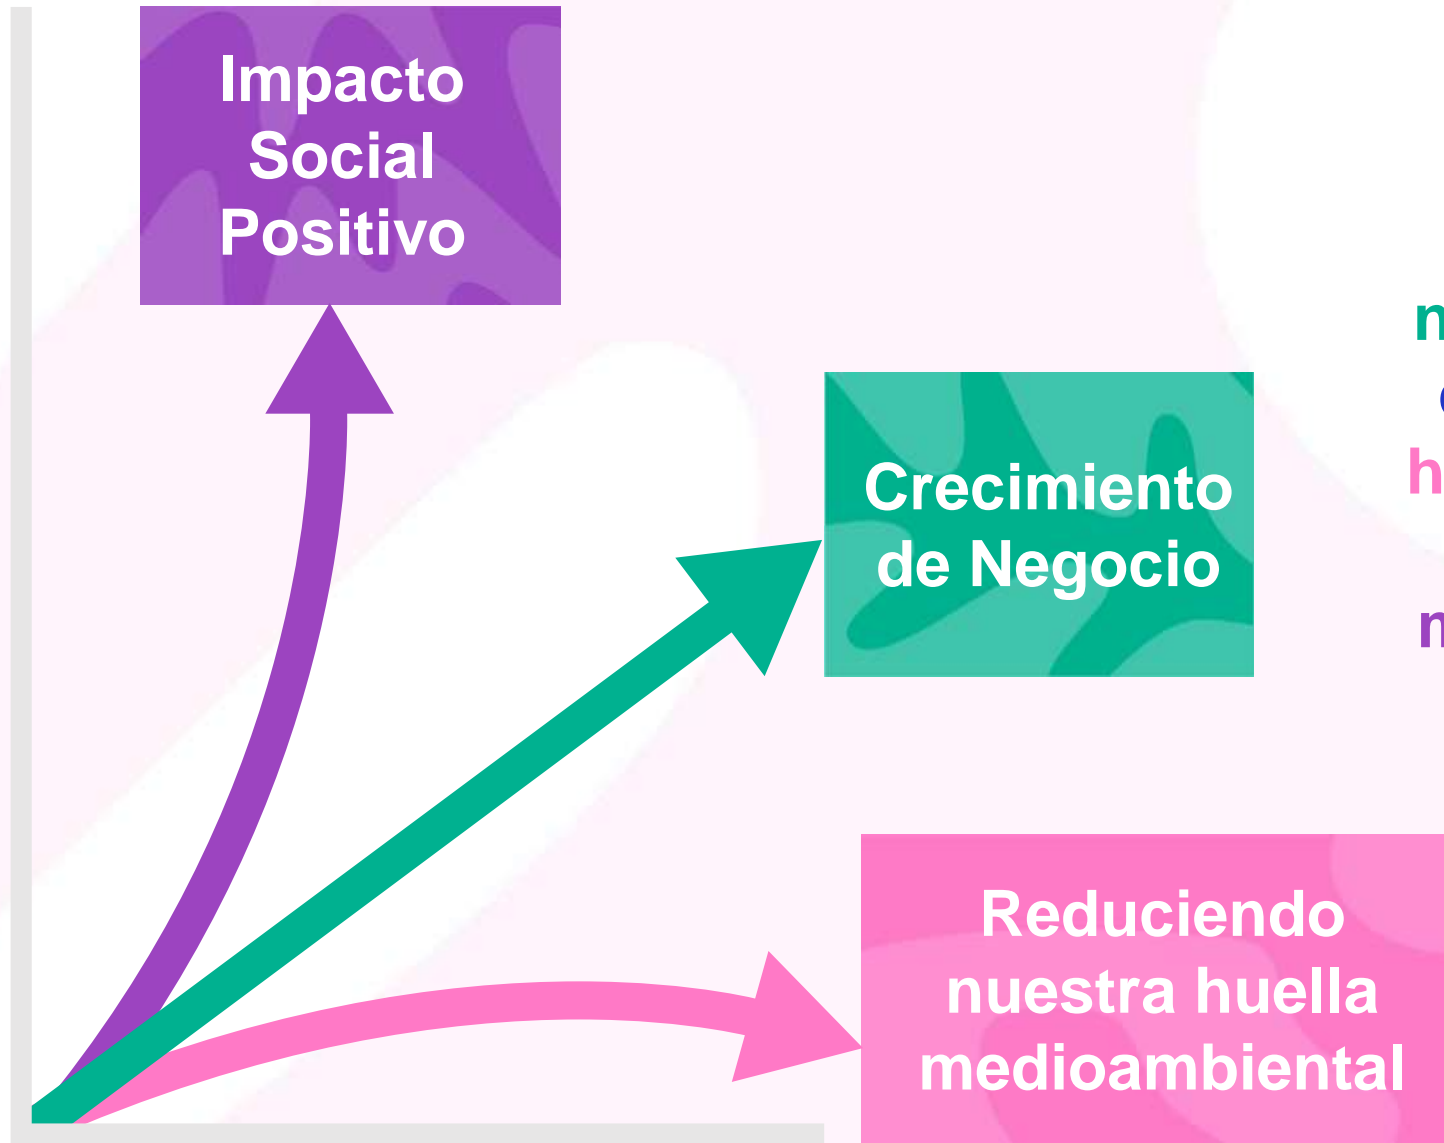 Impacto
Social
Positivo
Crecimiento
de Negocio
Reduciendo
nuestra huella
medioambiental